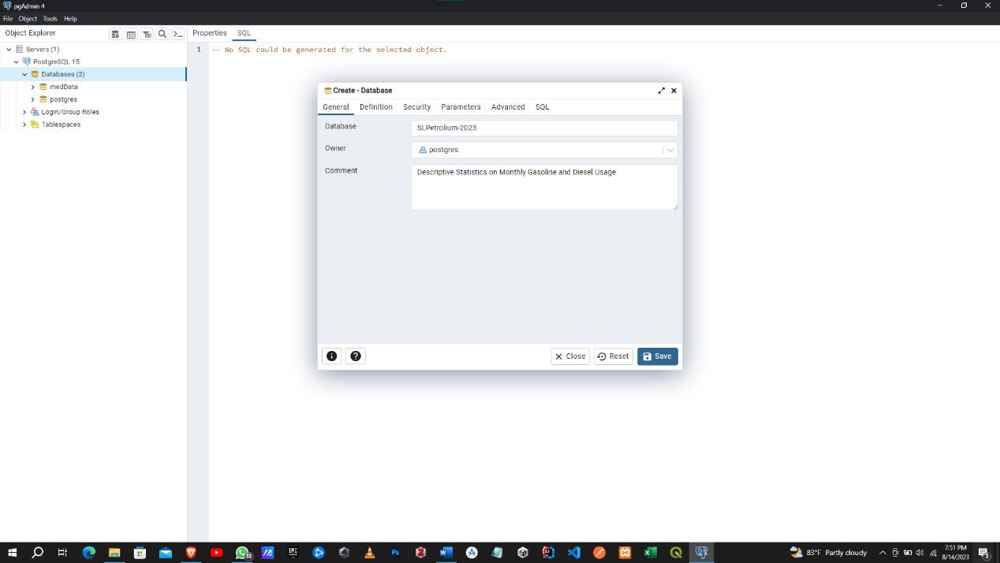 pgAdmin 4
File Object Tools Help
Object Explorer
Properties SQL
Servers (1)
PostgreSQL 15
Databases (2)
medData
postgres
Login/Group Roles
Tablespaces
1 -- No SQL could be generated for the selected object.
Create - Database
General Definition Security Parameters Advanced SQL
Database SLPetrolium-2023
Owner postgres
Comment Descriptive Statistics on Monthly Gasoline and Diesel Usage
Close Reset Save
18
Ps
83°F Partly cloudy
7:51 PM
8/14/2023
3